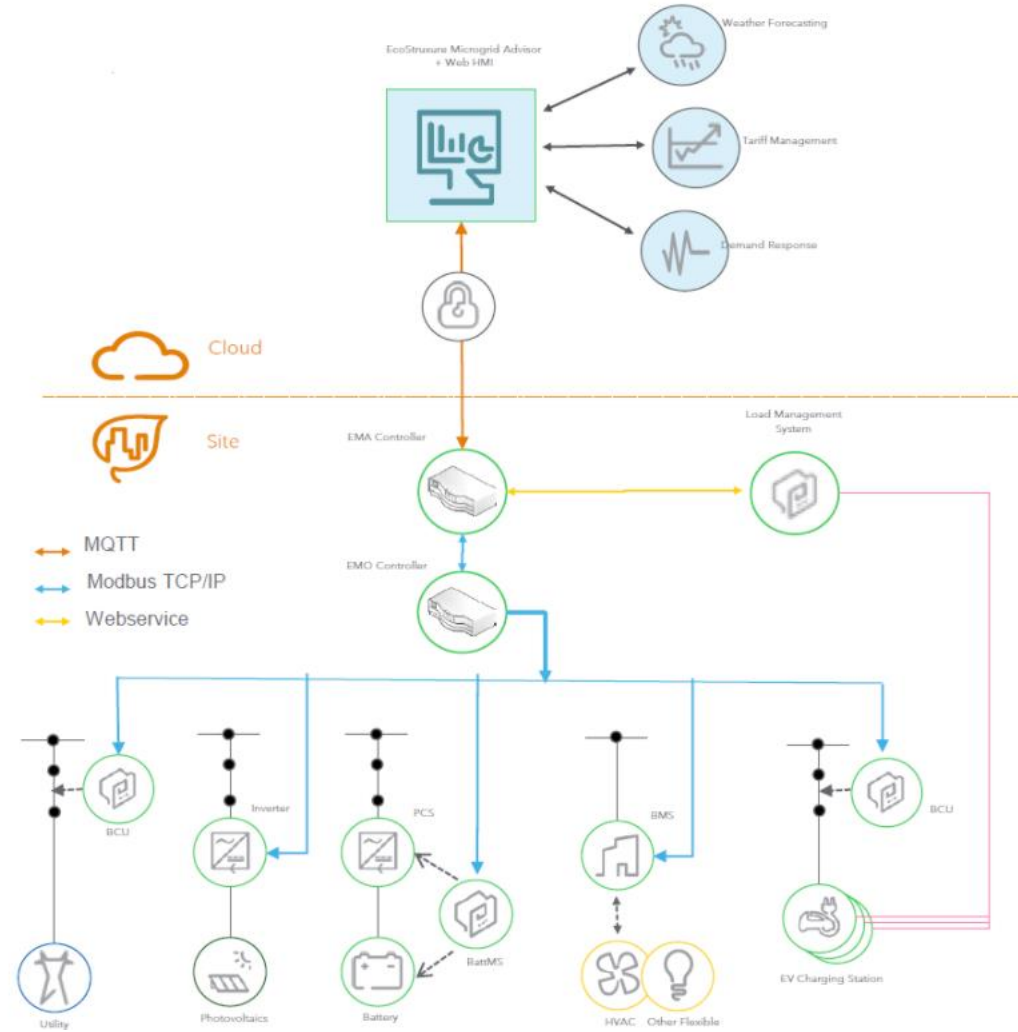 Weather Forecasting
EcoStruxure Microgrid Advisor
+ Web HMI
Tariff Management
Demand Response
Cloud
Site
EMA Controller
Load Management
System
MQTT
Modbus TCP/IP
Webservice
EMO Controller
Inverter
PCS
BMS
BCU
BCU
BattMS
EV Charging Station
Utility
Photovoltaics
Battery
HVAC
Other Flexible